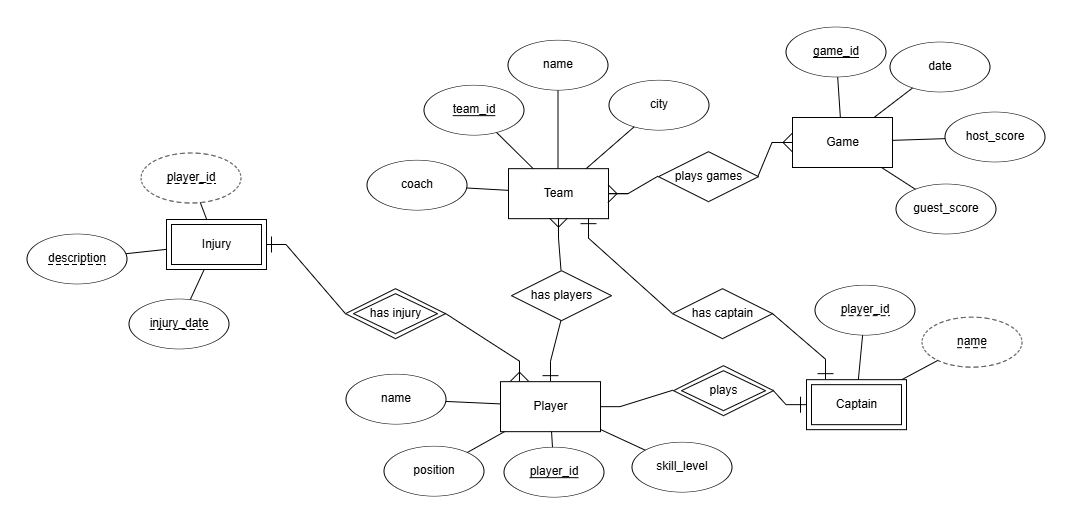 name
game_id
date
team_id
city
host_score
Game
plays games
player_id
coach
Team
guest_score
Injury
description
injury_date
has players
has injury
has captain
player_id
name
name
Player
plays
Captain
position
player_id
skill_level